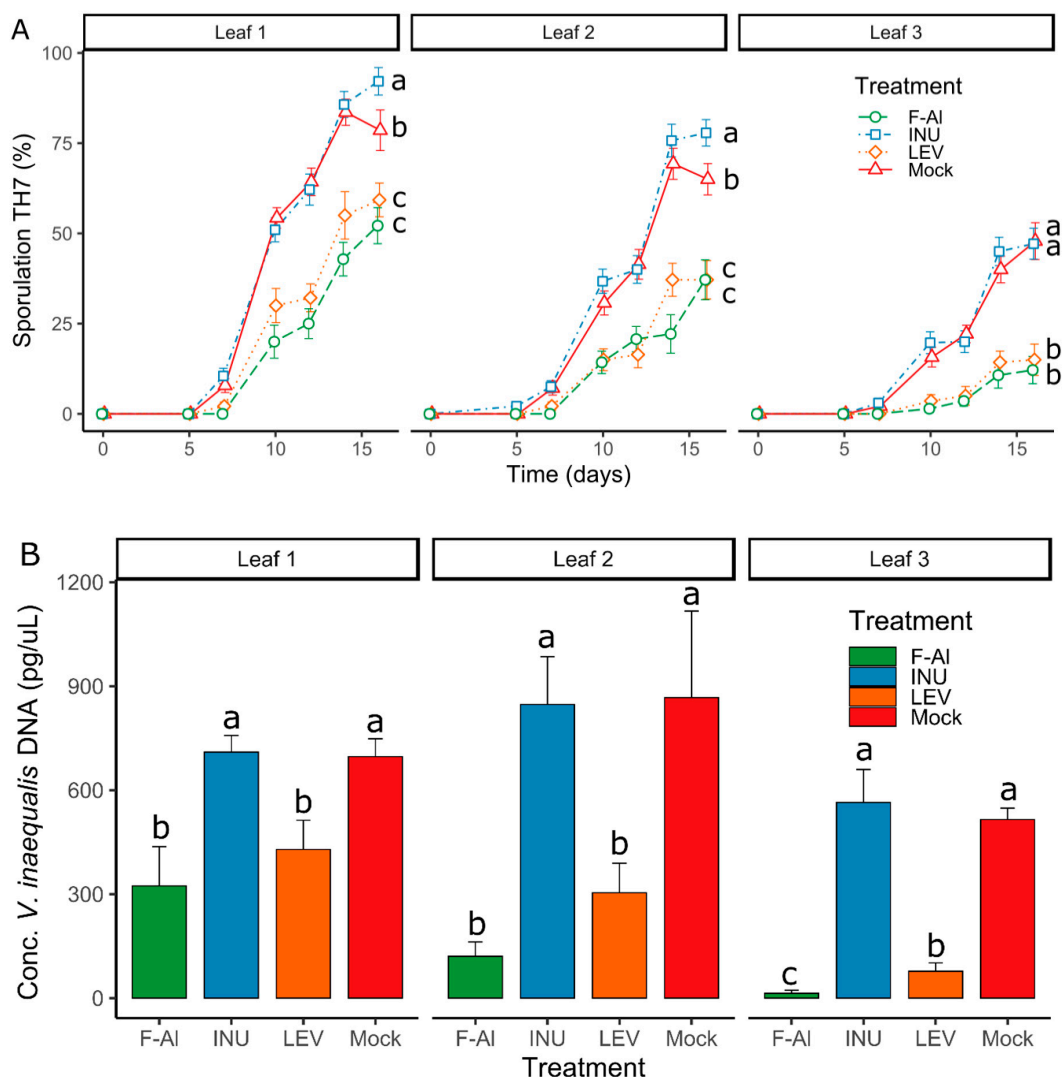 A
Leaf 1 Leaf 2 Leaf 3
Sporulation TH7 (%)
100
75
50
25
0
a
b
c
c
a
b
c
c
Treatment
F-Al
INU
LEV
Mock
a
a
b
b
0 5 10 15 0 5 10 15 0 5 10 15
Time (days)
B
Leaf 1 Leaf 2 Leaf 3
Conc. V. inaequalis DNA (pg/uL)
1200
900
600
300
0
b a b a
b a b a
Treatment
F-Al
INU
LEV
Mock
c a b a
F-Al INU LEV Mock F-Al INU LEV Mock F-Al INU LEV Mock
Treatment